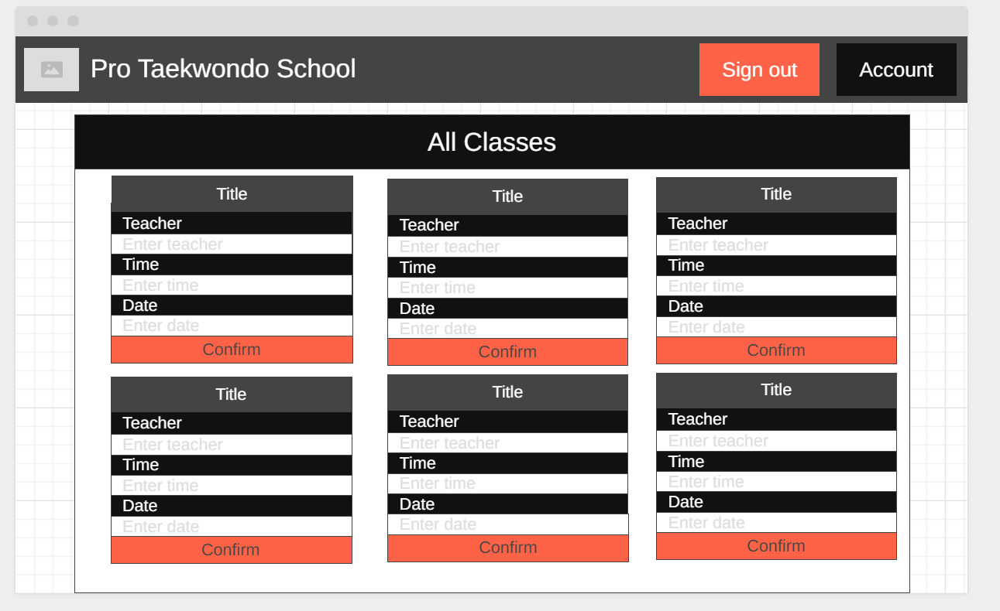 Pro Taekwondo School
Sign out
Account
All Classes
Title
Teacher
Enter teacher
Time
Enter time
Date
Enter date
Confirm
Title
Teacher
Enter teacher
Time
Enter time
Date
Enter date
Confirm
Title
Teacher
Enter teacher
Time
Enter time
Date
Enter date
Confirm
Title
Teacher
Enter teacher
Time
Enter time
Date
Enter date
Confirm
Title
Teacher
Enter teacher
Time
Enter time
Date
Enter date
Confirm
Title
Teacher
Enter teacher
Time
Enter time
Date
Enter date
Confirm